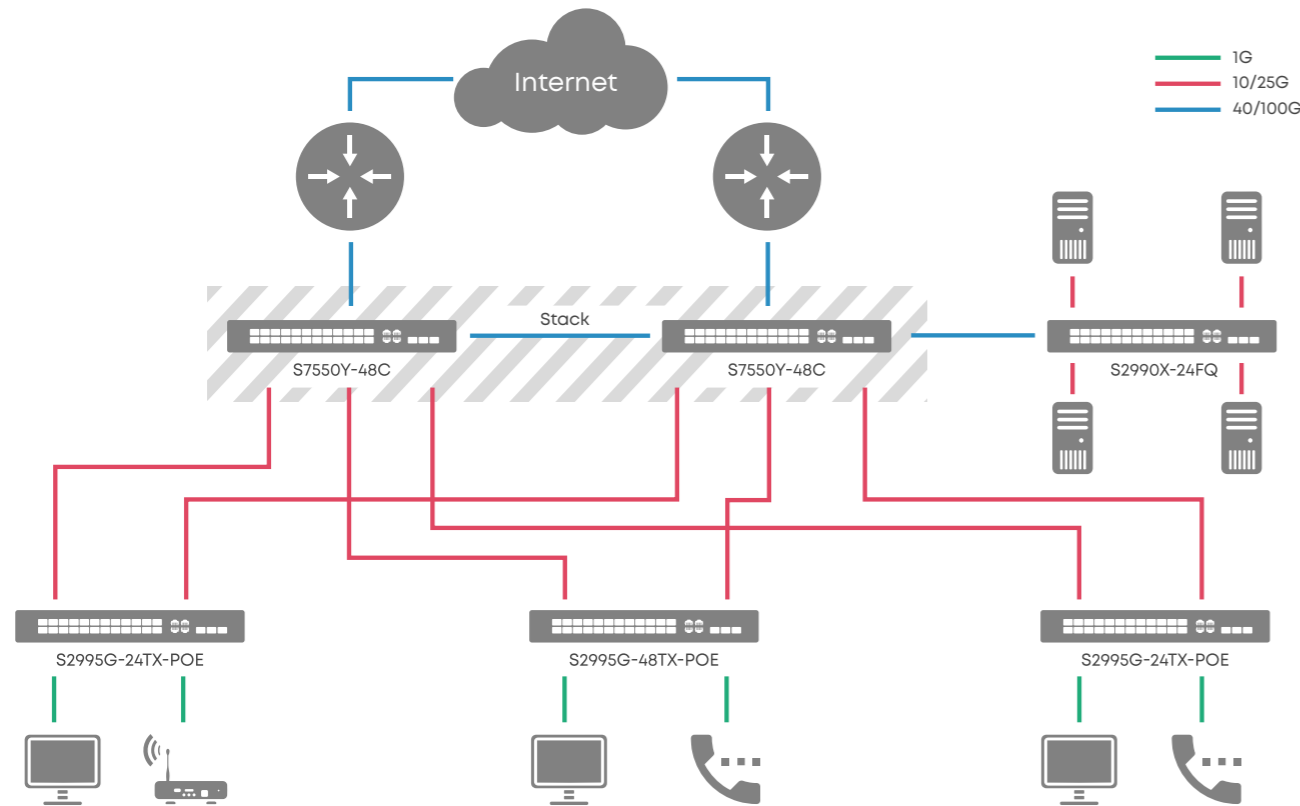 Internet
1G
10/25G
40/100G
Stack
S7550Y-48C
S7550Y-48C
S2990X-24FQ
S2995G-24TX-POE
S2995G-48TX-POE
S2995G-24TX-POE